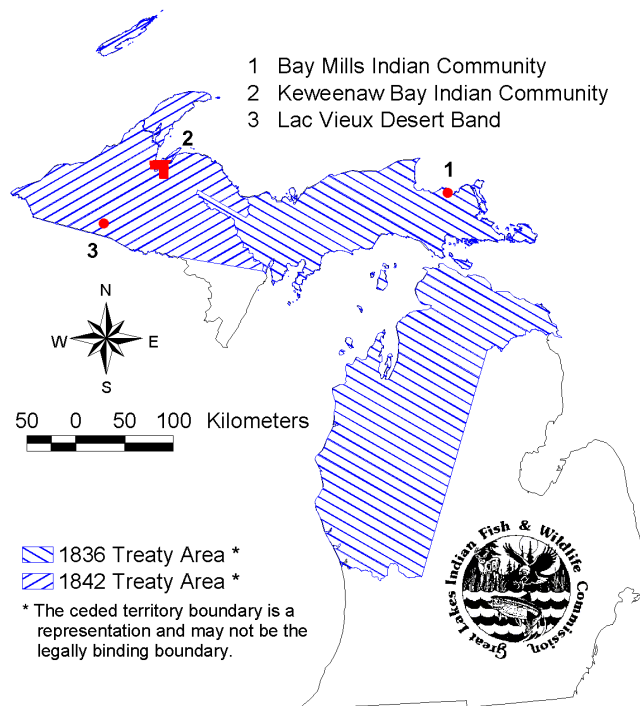 1 Bay Mills Indian Community
2 Keweenaw Bay Indian Community
3 Lac Vieux Desert Band
2
1
3
N
W E
S
50 0 50 100 Kilometers
1836 Treaty Area *
1842 Treaty Area *
* The ceded territory boundary is a
representation and may not be the
legally binding boundary.
Great Lakes Indian Fish & Wildlife Commission